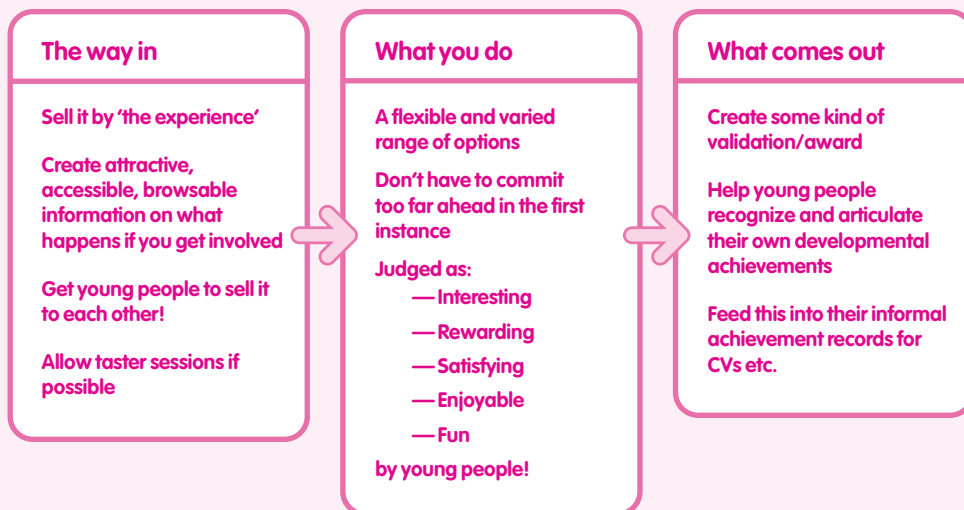 The way in
Sell it by ‘the experience’
Create attractive,
accessible, browsable
information on what
happens if you get involved
Get young people to sell it
to each other!
Allow taster sessions if
possible
What you do
A flexible and varied
range of options
Don’t have to commit
too far ahead in the first
instance
Judged as:
— Interesting
— Rewarding
— Satisfying
— Enjoyable
— Fun
by young people!
What comes out
Create some kind of
validation/award
Help young people
recognize and articulate
their own developmental
achievements
Feed this into their informal
achievement records for
CVs etc.